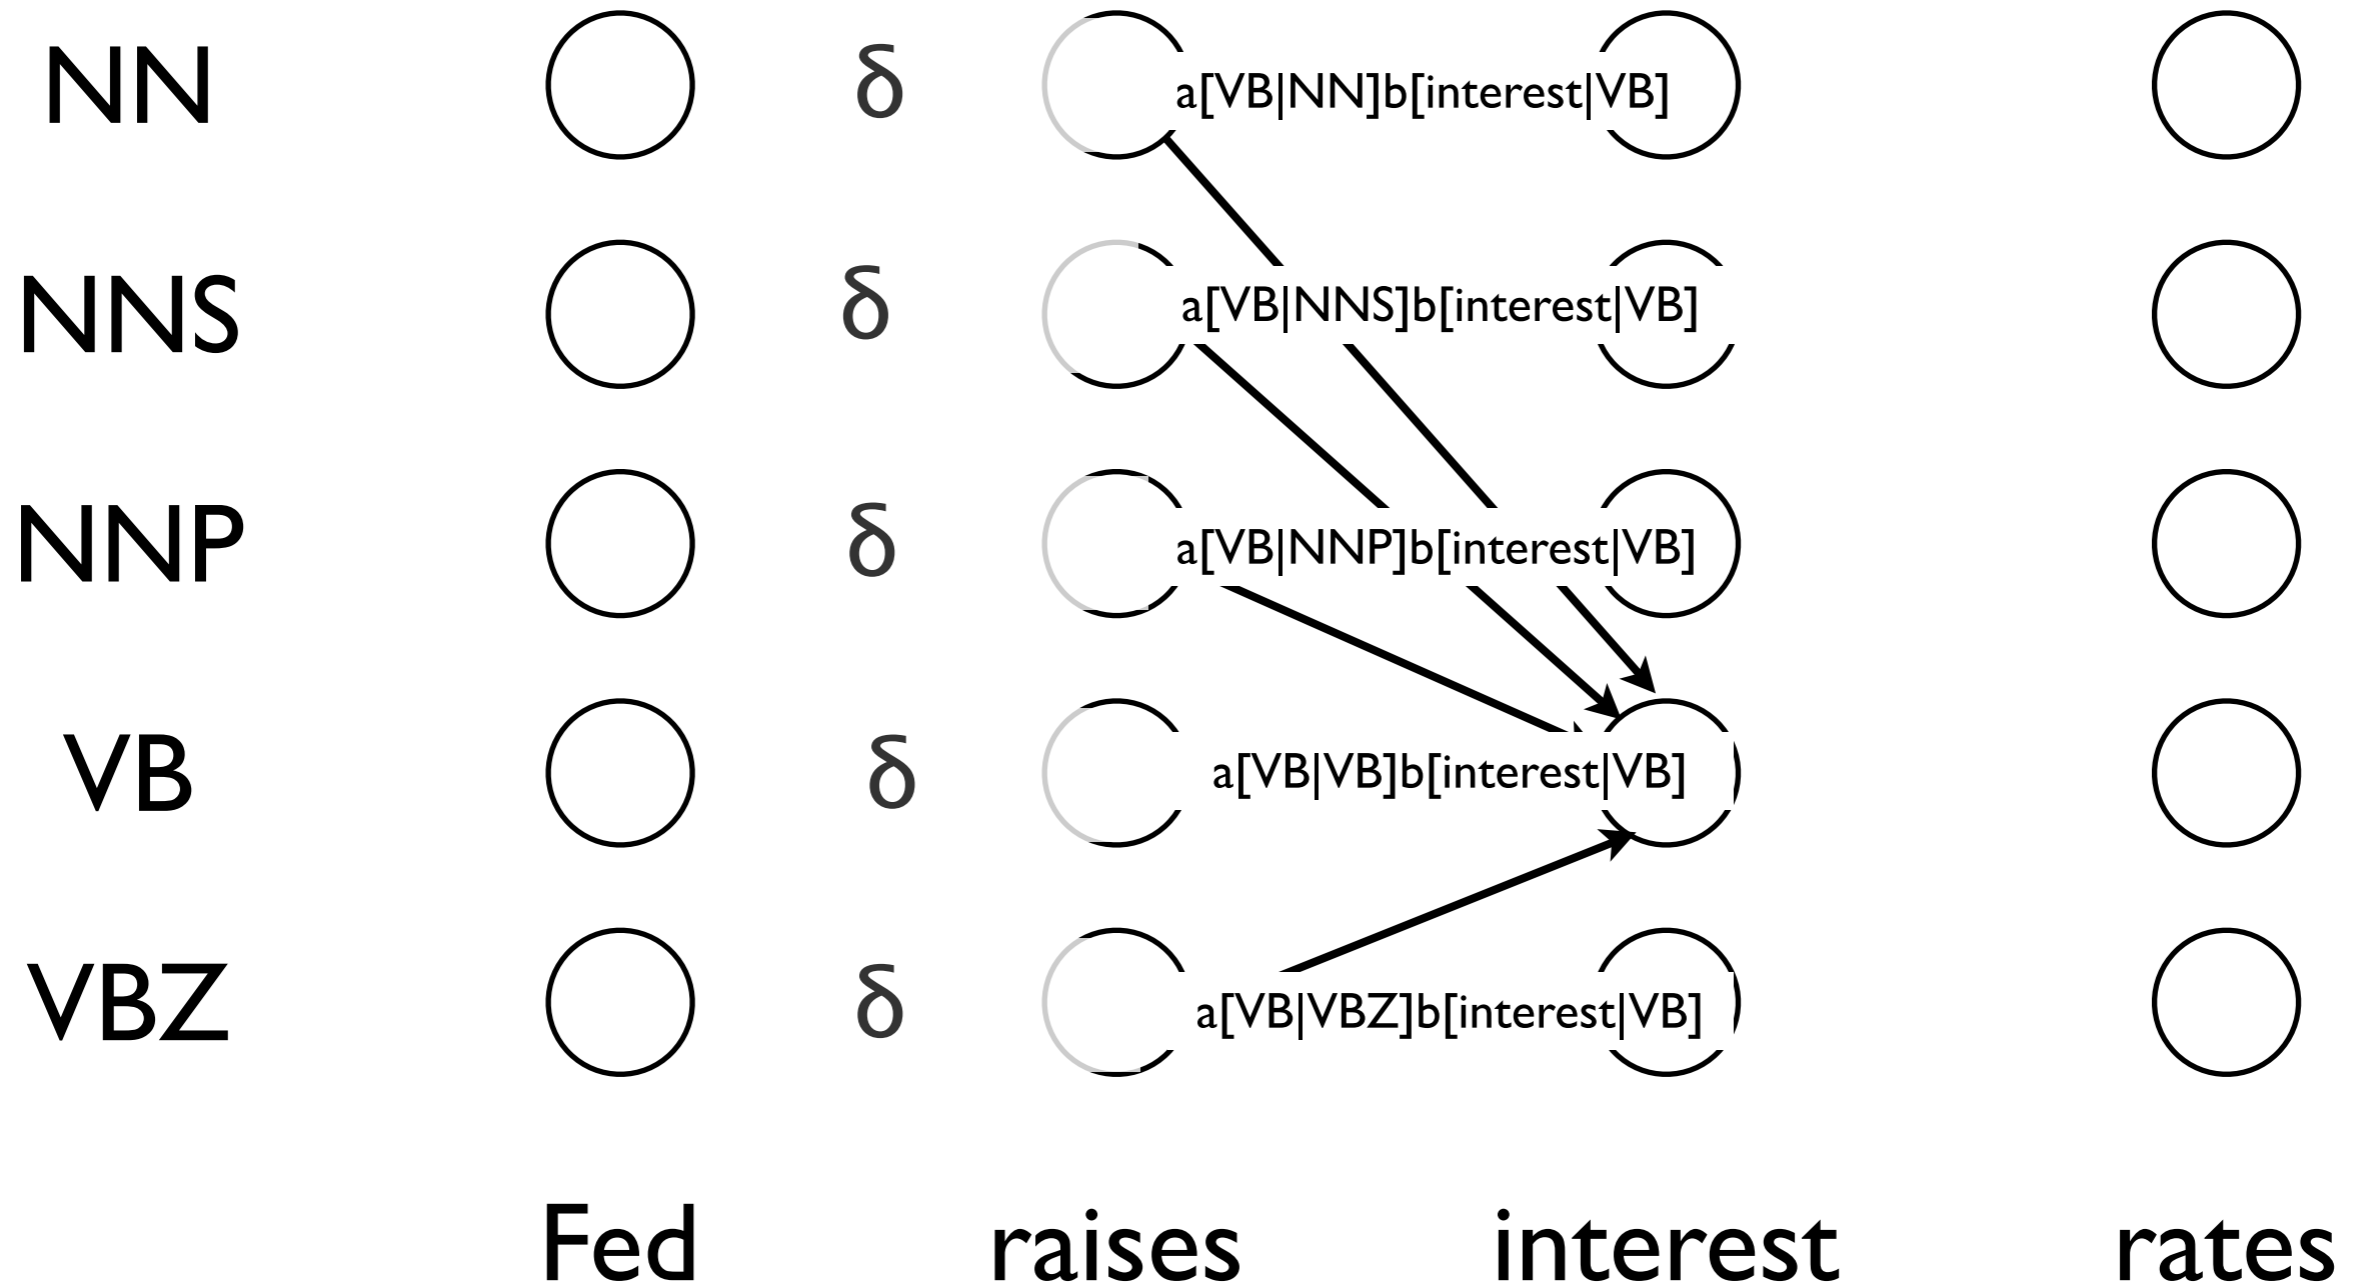 NN δ a[VB|NN]b[interest|VB]
NNS δ a[VB|NNS]b[interest|VB]
NNP δ a[VB|NNP]b[interest|VB]
VB δ a[VB|VB]b[interest|VB]
VBZ δ a[VB|VBZ]b[interest|VB]
Fed raises interest rates